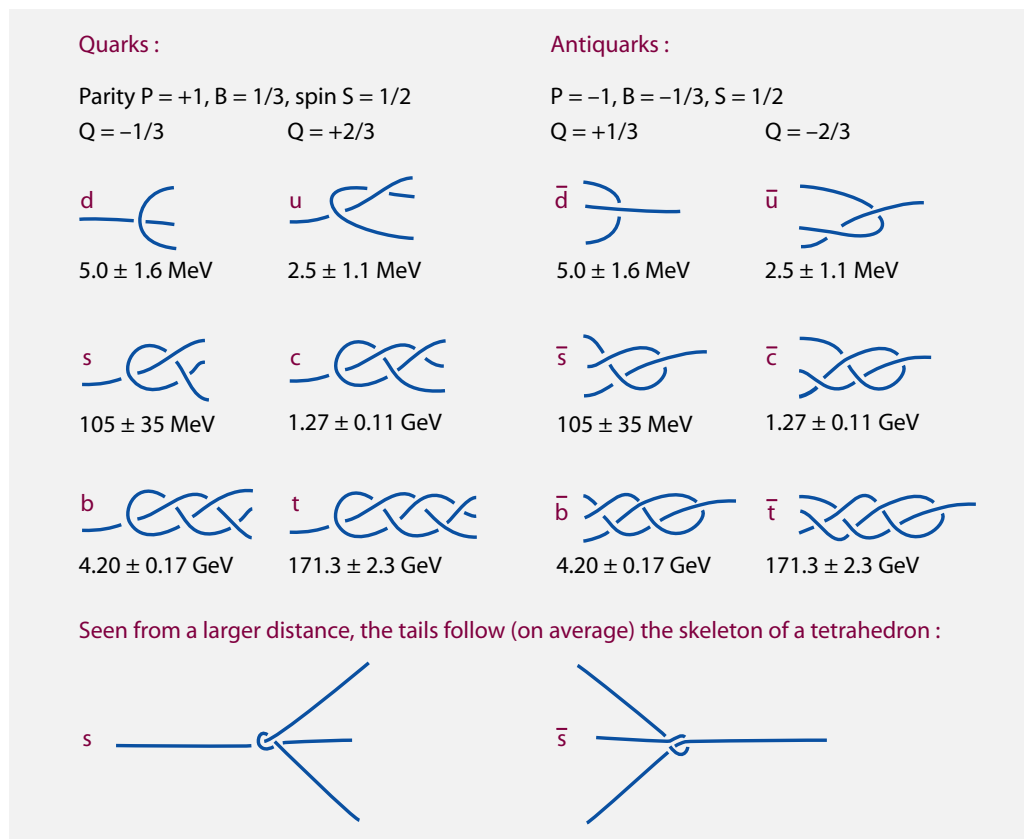 Quarks : Antiquarks :
Parity P = +1, B = 1/3, spin S = 1/2 P = –1, B = –1/3, S = 1/2
Q = –1/3 Q = +2/3 Q = +1/3 Q = –2/3
d u d̅ u̅
5.0 ± 1.6 MeV 2.5 ± 1.1 MeV 5.0 ± 1.6 MeV 2.5 ± 1.1 MeV
s c s̅ c̅
105 ± 35 MeV 1.27 ± 0.11 GeV 105 ± 35 MeV 1.27 ± 0.11 GeV
b t b̅ t̅
4.20 ± 0.17 GeV 171.3 ± 2.3 GeV 4.20 ± 0.17 GeV 171.3 ± 2.3 GeV
Seen from a larger distance, the tails follow (on average) the skeleton of a tetrahedron :
s s̅